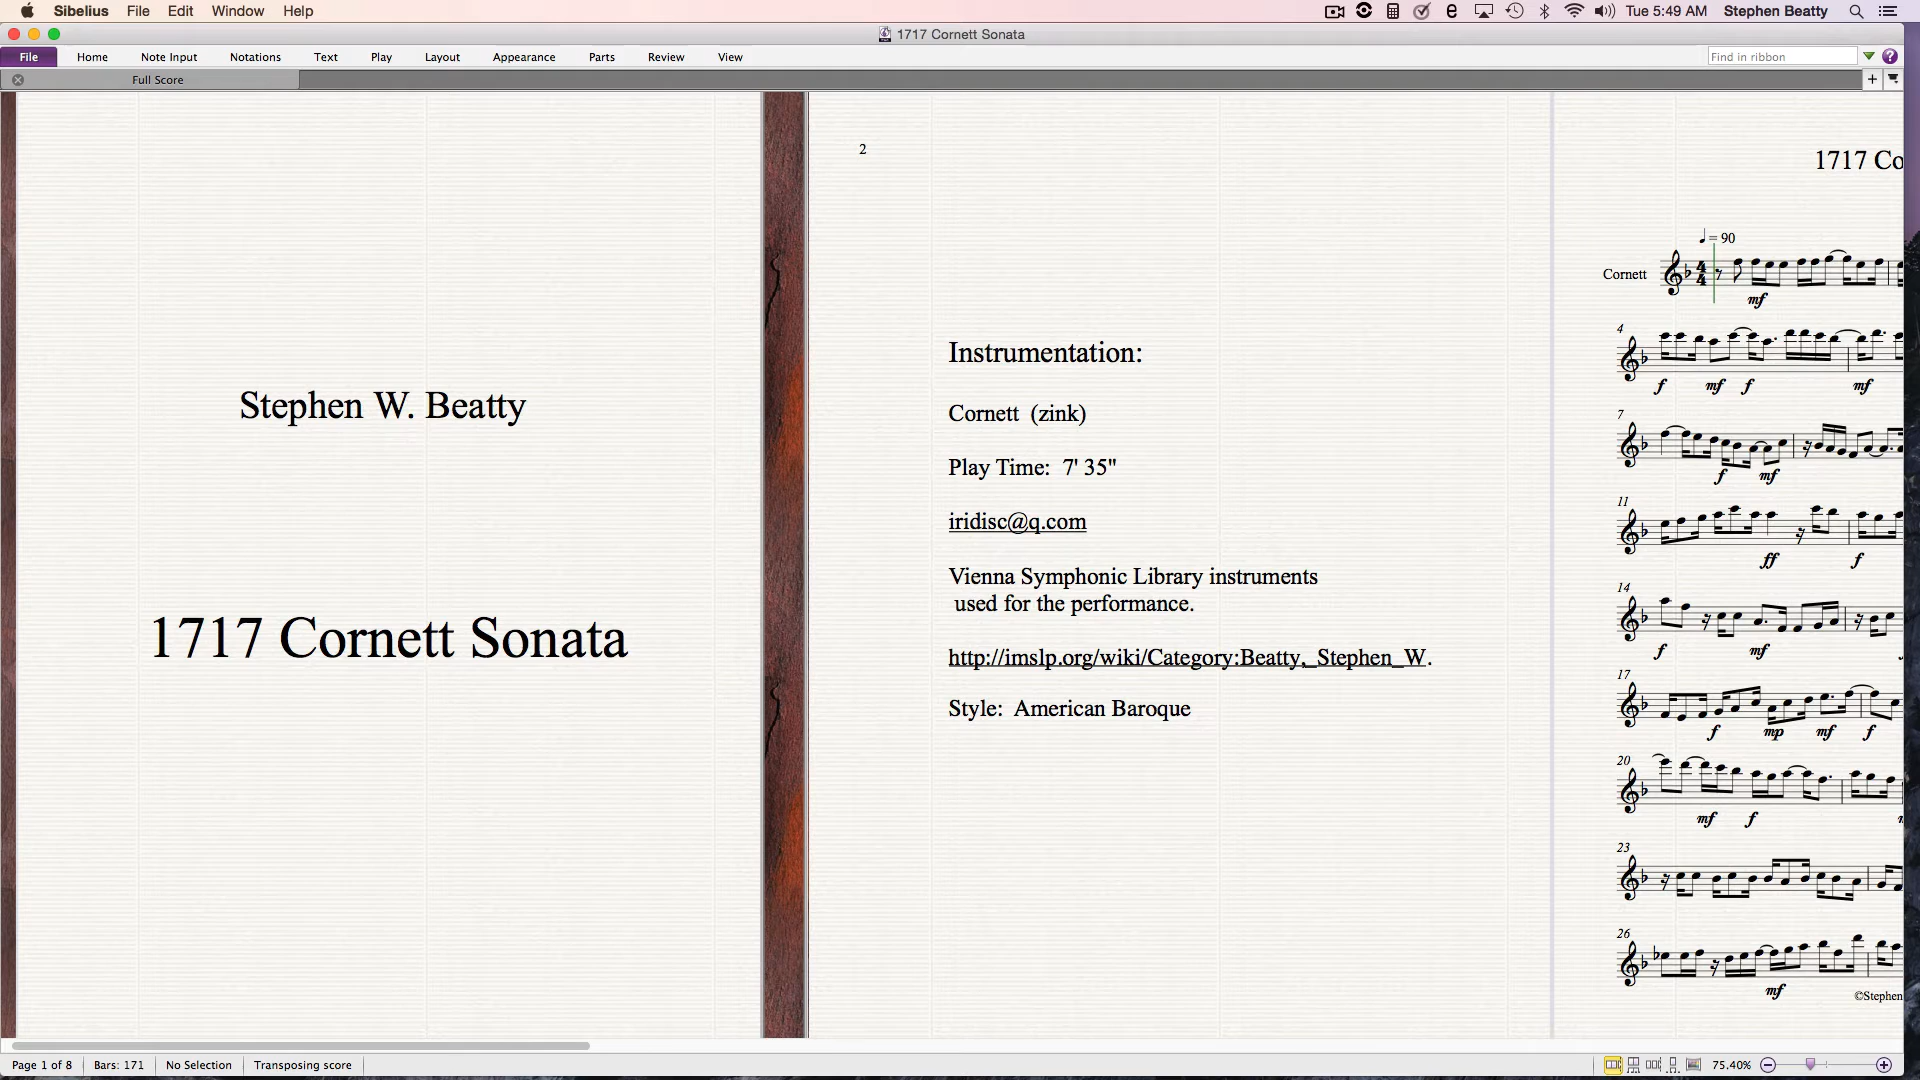 Sibelius File Edit Window Help Tue 5:49 AM Stephen Beatty
1717 Cornett Sonata
File Home Note Input Notations Text Play Layout Appearance Parts Review View Find in ribbon
Full Score
Stephen W. Beatty
1717 Cornett Sonata
2
Instrumentation:
Cornett (zink)
Play Time: 7' 35"
iridisc@q.com
Vienna Symphonic Library instruments
used for the performance.
http://imslp.org/wiki/Category:Beatty,_Stephen_W.
Style: American Baroque
1717 Co
= 90
Cornett
4
4
mf
4
f mf f mf
7
f mf
11
ff f
14
f mf
17
f mp mf f
20
mf f
23
26
mf
©Stephen
Page 1 of 8 Bars: 171 No Selection Transposing score 75.40%